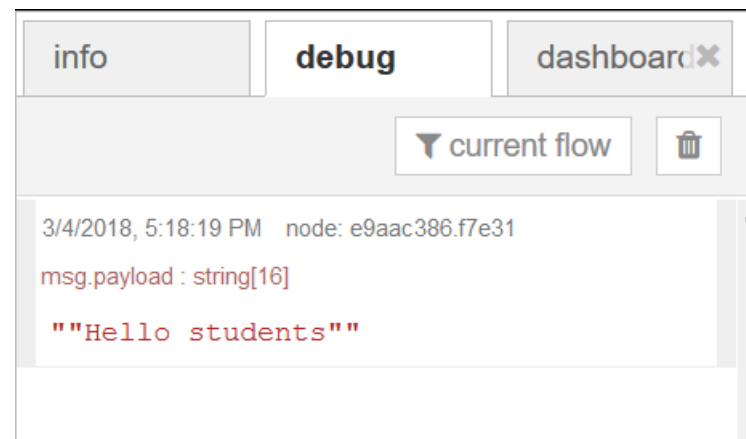 info debug dashboard
current flow
3/4/2018, 5:18:19 PM node: e9aac386.f7e31
msg.payload : string[16]
""Hello students""